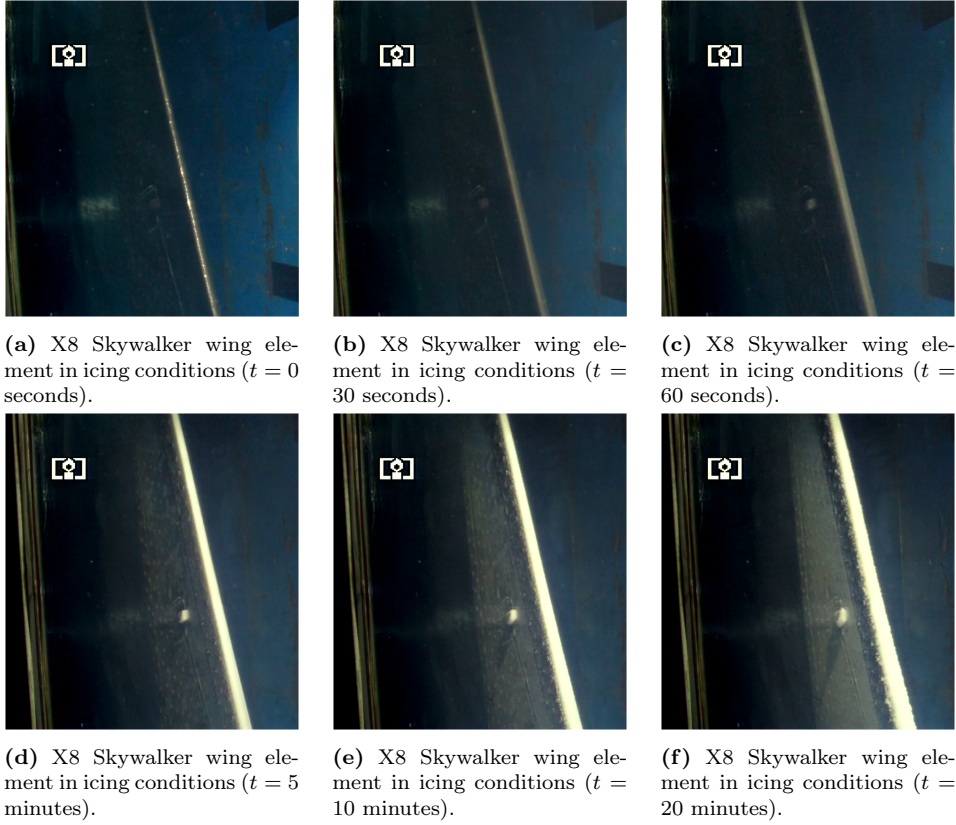 (a) X8 Skywalker wing ele-
ment in icing conditions (t = 0
seconds).
(b) X8 Skywalker wing ele-
ment in icing conditions (t =
30 seconds).
(c) X8 Skywalker wing ele-
ment in icing conditions (t =
60 seconds).
(d) X8 Skywalker wing ele-
ment in icing conditions (t = 5
minutes).
(e) X8 Skywalker wing ele-
ment in icing conditions (t =
10 minutes).
(f) X8 Skywalker wing ele-
ment in icing conditions (t =
20 minutes).